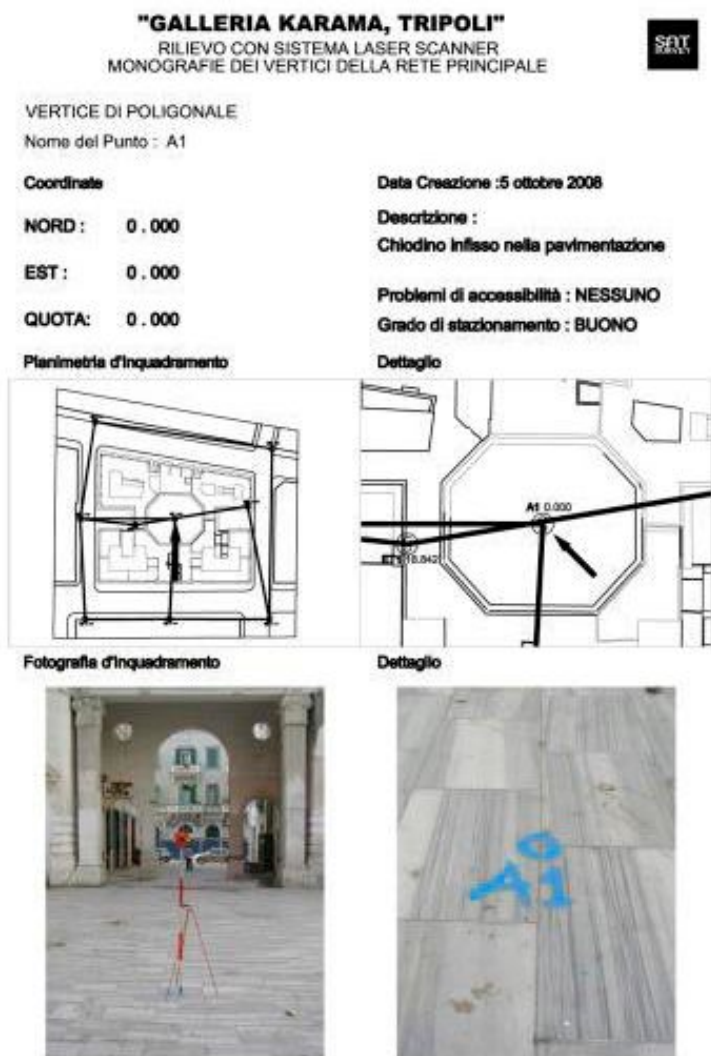 "GALLERIA KARAMA, TRIPOLI"
RILIEVO CON SISTEMA LASER SCANNER
MONOGRAFIE DEI VERTICI DELLA RETE PRINCIPALE
SAT
SURVEY
VERTICE DI POLIGONALE
Nome del Punto : A1
Coordinate
NORD : 0 . 000
EST : 0 . 000
QUOTA: 0 . 000
Data Creazione :5 ottobre 2008
Descrizione :
Chiodino infisso nella pavimentazione
Problemi di accessibilità : NESSUNO
Grado di stazionamento : BUONO
Planimetria d'inquadramento
Dettaglio
A1 0.000
Fotografia d'inquadramento
Dettaglio
A1